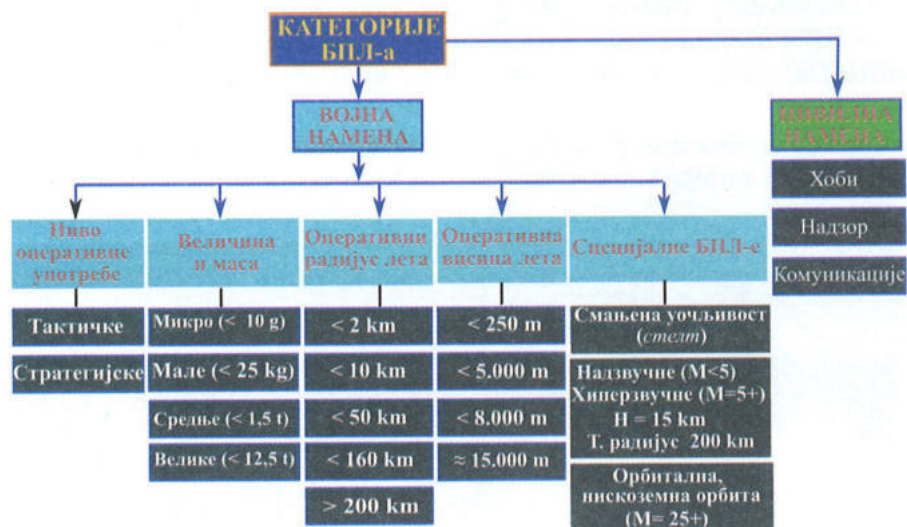 КАТЕГОРИЈЕ
БПЛ-а
ВОЈНА
НАМЕНА
ЦИВИЛНА
НАМЕНА
Хоби
Надзор
Комуникације
Ниво
оперативне
употребе
Тактичке
Стратегијске
Величина
и маса
Микро (< 10 g)
Мале (< 25 kg)
Средње (< 1,5 t)
Велике (< 12,5 t)
Оперативни
радијус лета
< 2 km
< 10 km
< 50 km
< 160 km
> 200 km
Оперативна
висина лета
< 250 m
< 5.000 m
< 8.000 m
≈ 15.000 m
Специјалне БПЛ-е
Смањена уочљивост
(стелт)
Надзвучне (M<5)
Хиперзвучне (M=5+)
H = 15 km
Т. радијус 200 km
Орбитална,
нискоземна орбита
(M= 25+)